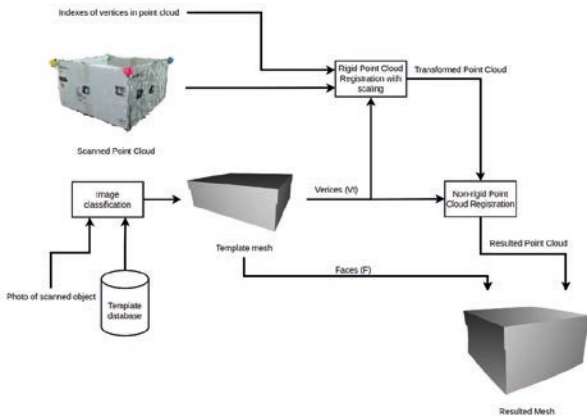 Indexes of vertices in point cloud
Rigid Point Cloud
Registration with
scaling
Transformed Point Cloud
Scanned Point Cloud
Image
classification
Verices (Vt)
Non-rigid Point
Cloud Registration
Template mesh
Resulted Point Cloud
Faces (F)
Photo of scanned object
Template
database
Resulted Mesh